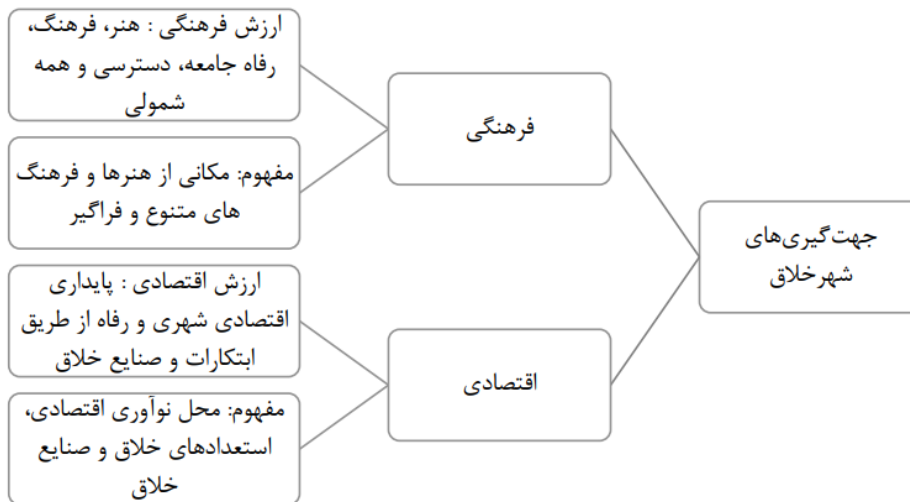 جهت‌گیری‌های
شهرخلاق
فرهنگی
ارزش فرهنگی : هنر، فرهنگ،
رفاه جامعه، دسترسی و همه
شمولی
مفهوم: مکانی از هنرها و فرهنگ
های متنوع و فراگیر
اقتصادی
ارزش اقتصادی : پایداری
اقتصادی شهری و رفاه از طریق
ابتکارات و صنایع خلاق
مفهوم: محل نوآوری اقتصادی،
استعدادهای خلاق و صنایع
خلاق